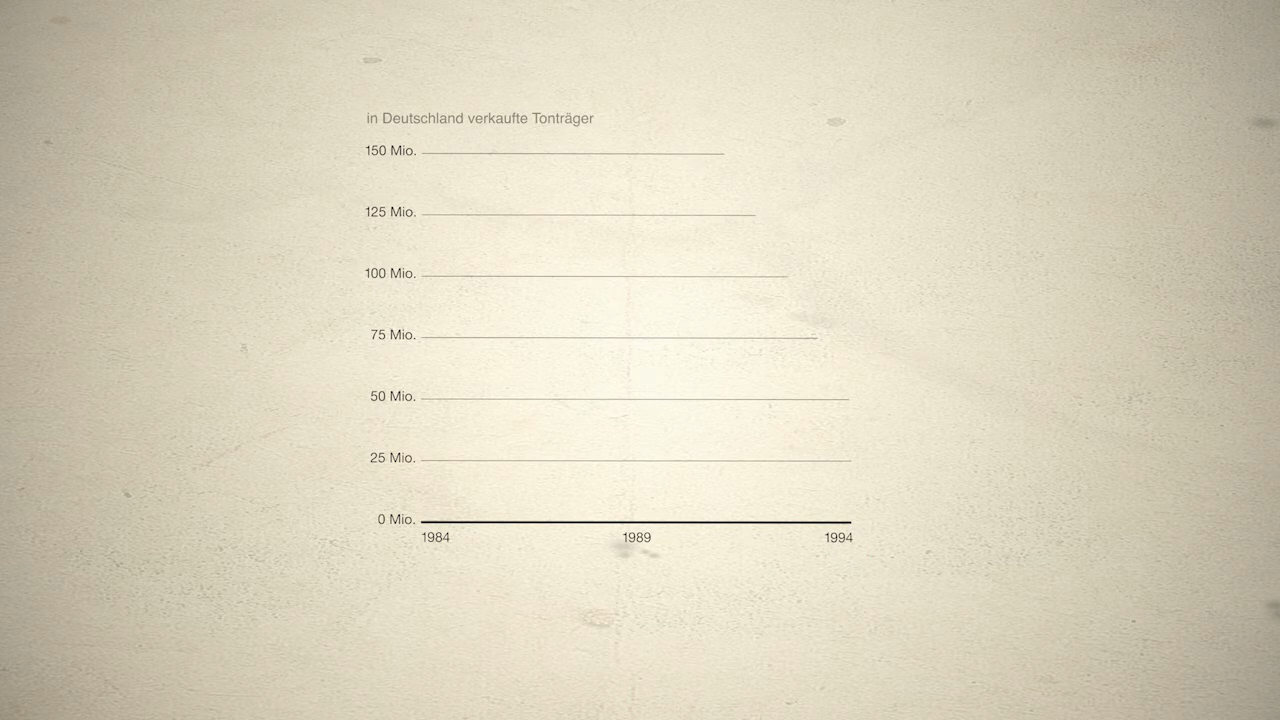 in Deutschland verkaufte Tonträger
150 Mio.
125 Mio.
100 Mio.
75 Mio.
50 Mio.
25 Mio.
0 Mio.
1984 1989 1994